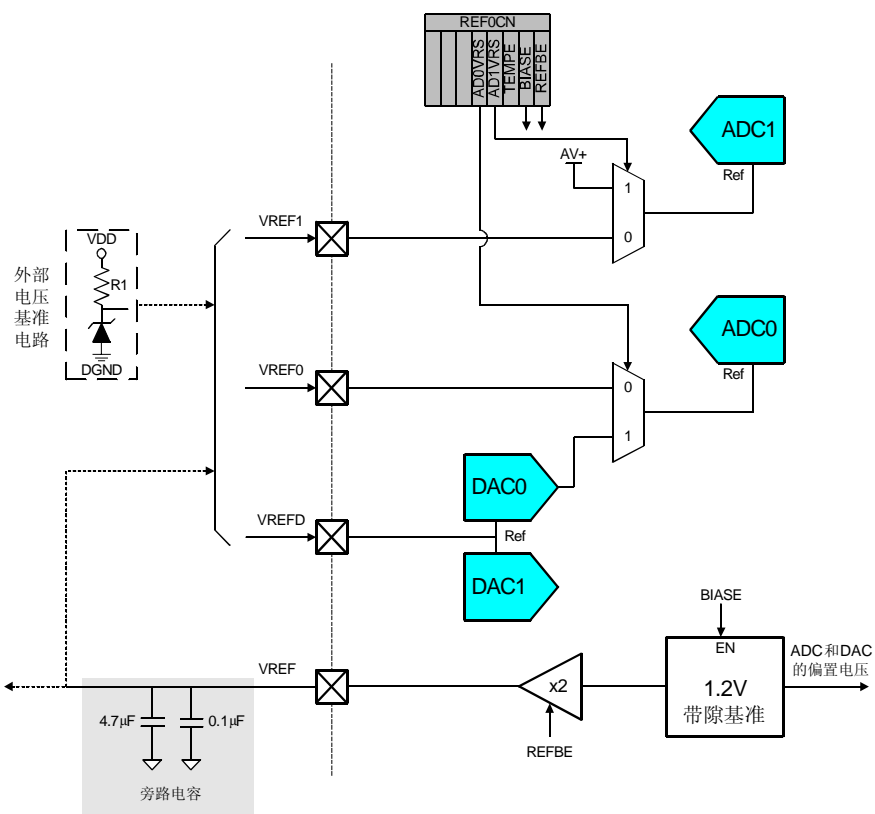 REF0CN
AD0VRS
AD1VRS
TEMPE
BIASE
REFBE
ADC1
Ref
AV+
1
0
VREF1
VDD
R1
DGND
外部
电压
基准
电路
ADC0
Ref
VREF0
0
1
DAC0
VREFD
Ref
DAC1
BIASE
EN
1.2V
带隙基准
ADC和DAC
的偏置电压
VREF
x2
REFBE
4.7μF
0.1μF
旁路电容